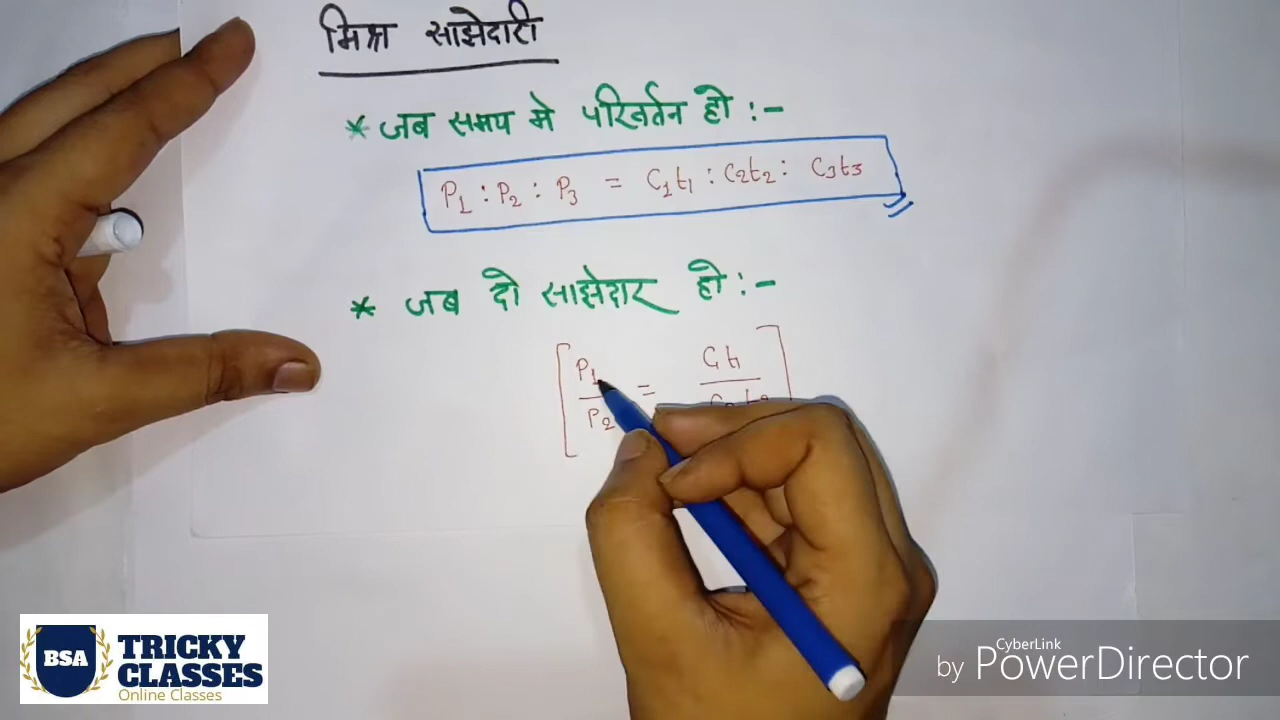 मिश्र साझेदारी
* जब समय मे परिवर्तन हो :-
P1 : P2 : P3 = C1t1 : C2t2 : C3t3
* जब दो साझेदार हो :-
P1 / P2 = C1t1 / C2t2
BSA TRICKY CLASSES
Online Classes
by CyberLink PowerDirector